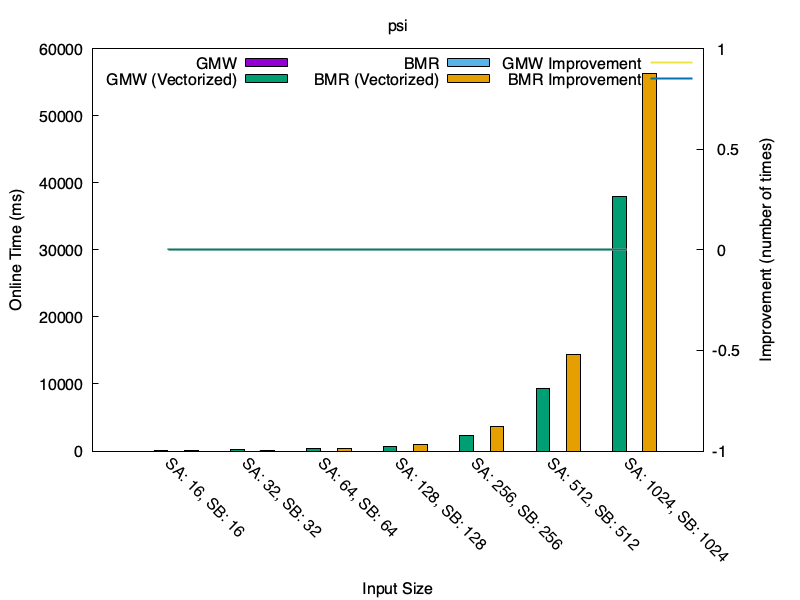 psi
60000
50000
40000
30000
20000
10000
0
Online Time (ms)
GMW
GMW (Vectorized)
BMR
BMR (Vectorized)
GMW Improvement
BMR Improvement
1
0.5
0
-0.5
-1
Improvement (number of times)
SA: 16, SB: 16
SA: 32, SB: 32
SA: 64, SB: 64
SA: 128, SB: 128
SA: 256, SB: 256
SA: 512, SB: 512
SA: 1024, SB: 1024
Input Size